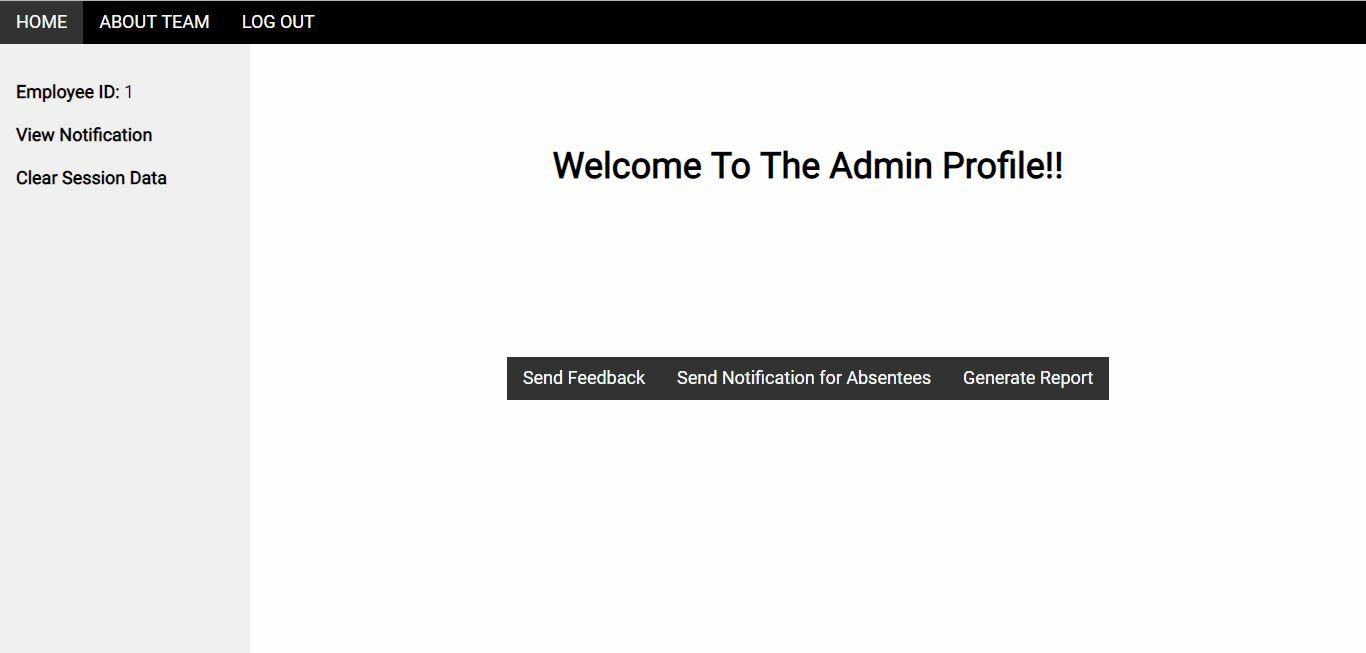 HOME ABOUT TEAM LOG OUT
Employee ID: 1
View Notification
Clear Session Data
Welcome To The Admin Profile!!
Send Feedback Send Notification for Absentees Generate Report